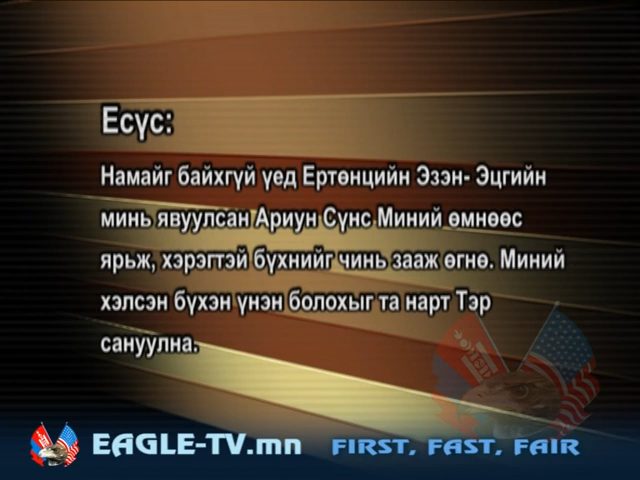 Есүс:
Намайг байхгүй үед Ертөнцийн Эзэн- Эцгийн
минь явуулсан Ариун Сүнс Миний өмнөөс
ярьж, хэрэгтэй бүхнийг чинь зааж өгнө. Миний
хэлсэн бүхэн үнэн болохыг та нарт Тэр
сануулна.
EAGLE-TV.mn FIRST, FAST, FAIR